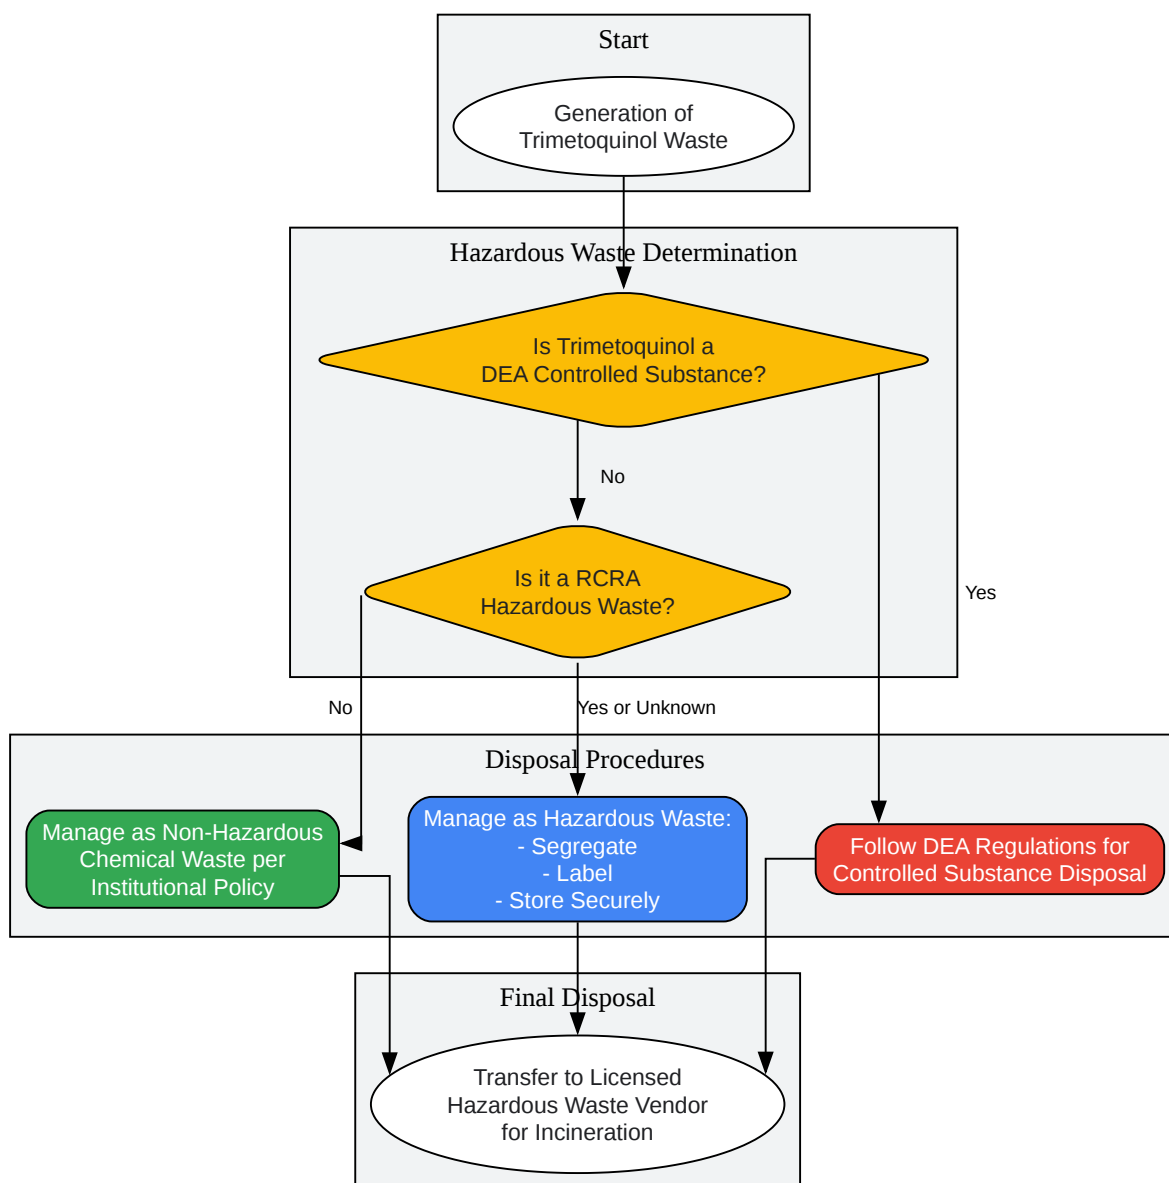 Start
Generation of
Trimetoquinol Waste
Hazardous Waste Determination
Is Trimetoquinol a
DEA Controlled Substance?
No
Is it a RCRA
Hazardous Waste?
Yes
No
Yes or Unknown
Disposal Procedures
Manage as Non-Hazardous
Chemical Waste per
Institutional Policy
Manage as Hazardous Waste:
- Segregate
- Label
- Store Securely
Follow DEA Regulations for
Controlled Substance Disposal
Final Disposal
Transfer to Licensed
Hazardous Waste Vendor
for Incineration